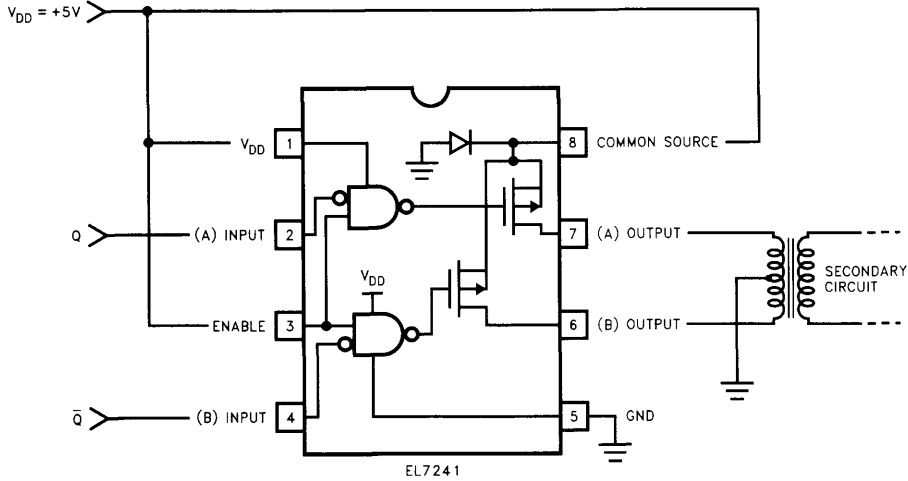 V_DD = +5V
V_DD
1
8
COMMON SOURCE
Q
(A) INPUT
2
7
(A) OUTPUT
V_DD
SECONDARY
CIRCUIT
ENABLE
3
6
(B) OUTPUT
Q̅
(B) INPUT
4
5
GND
EL7241